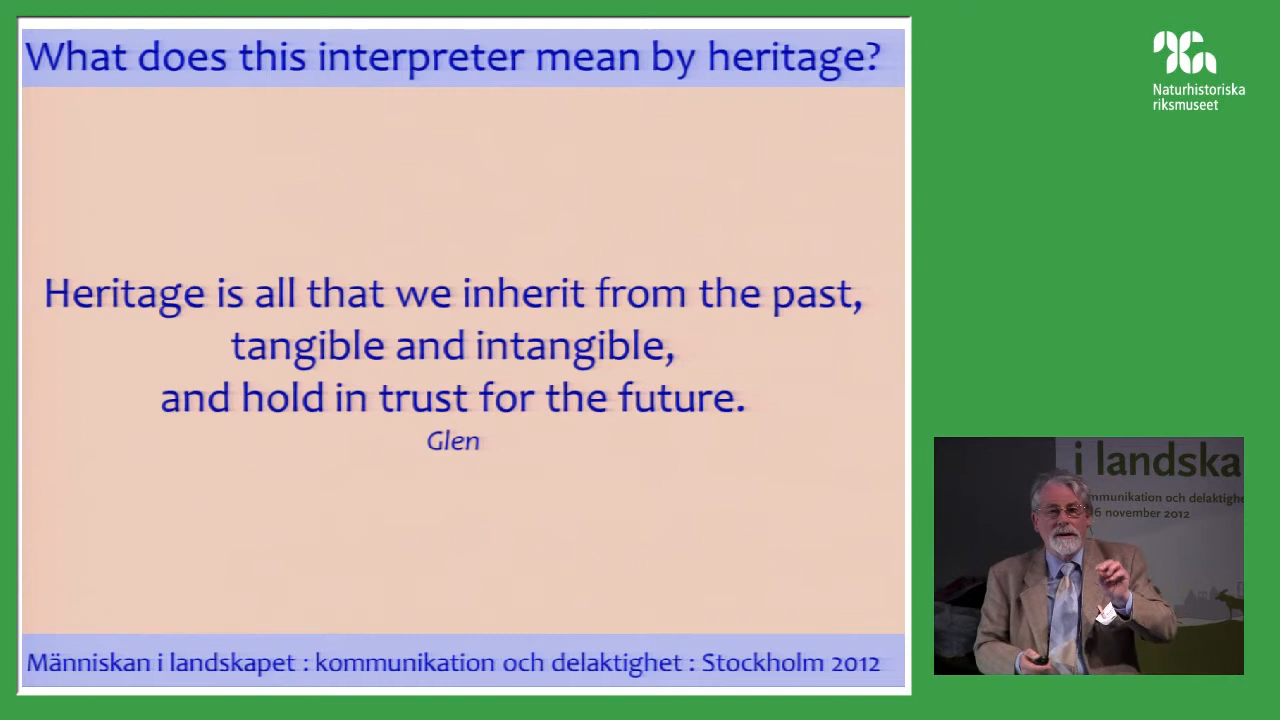 What does this interpreter mean by heritage?
Heritage is all that we inherit from the past,
tangible and intangible,
and hold in trust for the future.
Glen
Människan i landskapet : kommunikation och delaktighet : Stockholm 2012
Naturhistoriska
riksmuseet
i landska
mmunikation och delaktighe
6 november 2012